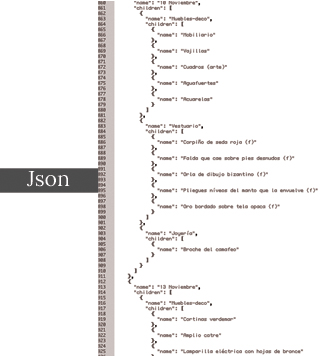 Json
860 "name": "10 Noviembre",
861 "children": [
862 {
863 "name": "Muebles-deco",
864 "children": [
865 {
866 "name": "Mobiliario"
867 },
868 {
869 "name": "Vajillas"
870 },
871 {
872 "name": "Cuadros (arte)"
873 },
874 {
875 "name": "Aguafuertes"
876 },
877 {
878 "name": "Acuarelas"
879 }
880 ]
881 },
882 {
883 "name": "Vestuario",
884 "children": [
885 {
886 "name": "Corpiño de seda roja (f)"
887 },
888 {
889 "name": "Falda que cae sobre pies desnudos (f)"
890 },
891 {
892 "name": "Orla de dibujo bizantino (f)"
893 },
894 {
895 "name": "Pliegues níveos del manto que la envuelve (f)"
896 },
897 {
898 "name": "Oro bordado sobre tela opaca (f)"
899 }
900 ]
901 },
902 {
903 "name": "Joyería",
904 "children": [
905 {
906 "name": "Broche del camafeo"
907 }
908 ]
909 }
910 ]
911 },
912 {
913 "name": "13 Noviembre",
914 "children": [
915 {
916 "name": "Muebles-deco",
917 "children": [
918 {
919 "name": "Cortinas verdemar"
920 },
921 {
922 "name": "Amplio cofre"
923 },
924 {
925 "name": "Lamparilla eléctrica con hojas de bronce"